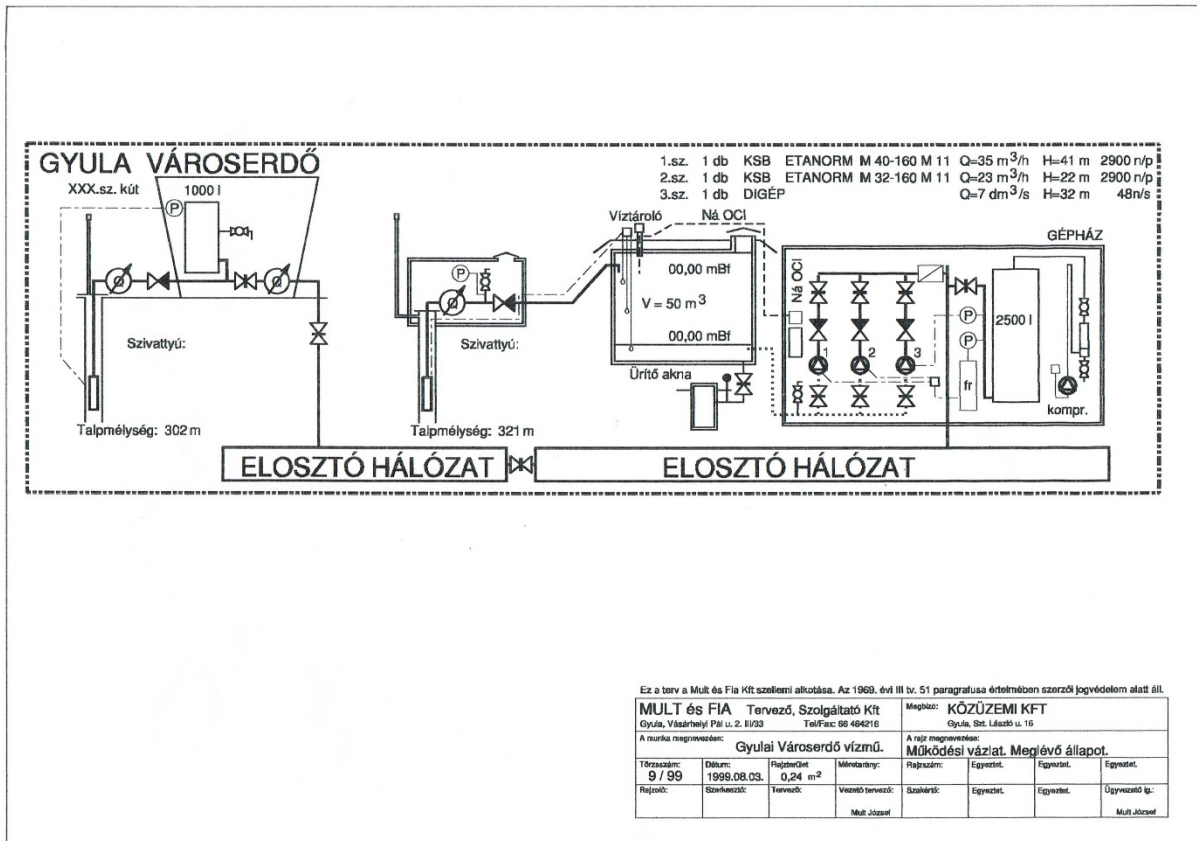 GYULA VÁROSERDŐ
1.sz. 1 db KSB ETANORM M 40-160 M 11 Q=35 m³/h H=41 m 2900 n/p
2.sz. 1 db KSB ETANORM M 32-160 M 11 Q=23 m³/h H=22 m 2900 n/p
3.sz. 1 db DIGÉP Q=7 dm³/s H=32 m 48n/s
XXX.sz. kút
1000 l
P
Q
Q
Szivattyú:
Talpmélység: 302 m
P
Q
Szivattyú:
Talpmélység: 321 m
Víztároló
Ná OCl
00,00 mBf
V = 50 m³
00,00 mBf
Ürítő akna
GÉPHÁZ
Ná OCl
1
2
3
P
P
fr
2500 l
kompr.
ELOSZTÓ HÁLÓZAT
ELOSZTÓ HÁLÓZAT
Ez a terv a Mult és Fia Kft szellemi alkotása. Az 1969. évi III tv. 51 paragrafusa értelmében szerzői jogvédelem alatt áll.
MULT és FIA Tervező, Szolgáltató Kft
Gyula, Vásárhelyi Pál u. 2. III/33 Tel/Fax: 66 464216
Megbízó: KÖZÜZEMI KFT
Gyula, Szt. László u. 16
A munka megnevezése:
Gyulai Városerdő vízmű.
A rajz megnevezése:
Működési vázlat. Meglévő állapot.
Törzsszám: Dátum: Rajzterület Méretarány: Rajzszám: Egyeztet. Egyeztet. Egyeztet.
9 / 99 1999.08.03. 0,24 m²
Rajzoló: Szerkesztő: Tervező: Vezető tervező: Szakértő: Egyeztet. Egyeztet. Ügyvezető ig.:
Mult József Mult József